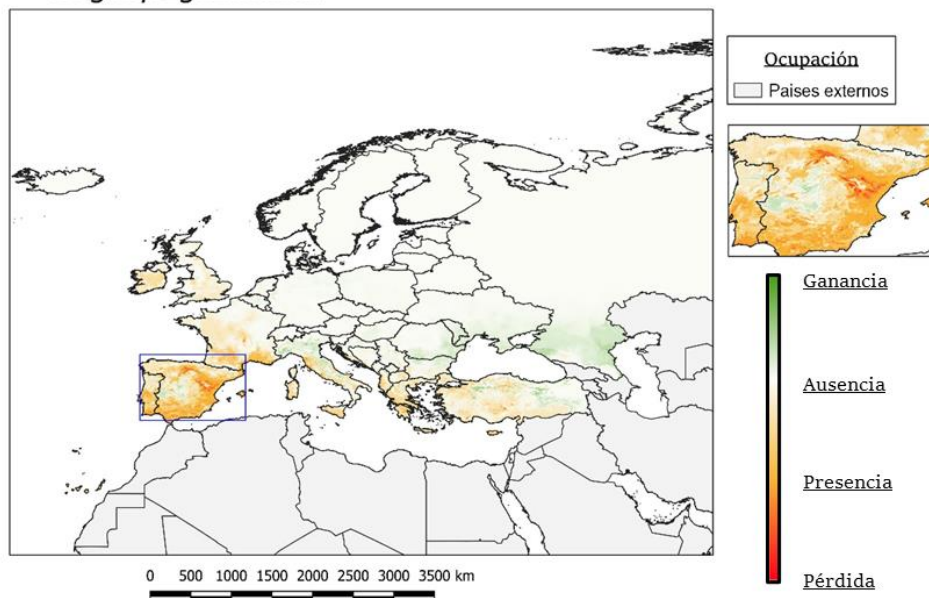 Ocupación
Paises externos
Ganancia
Ausencia
Presencia
Pérdida
0 500 1000 1500 2000 2500 3000 3500 km